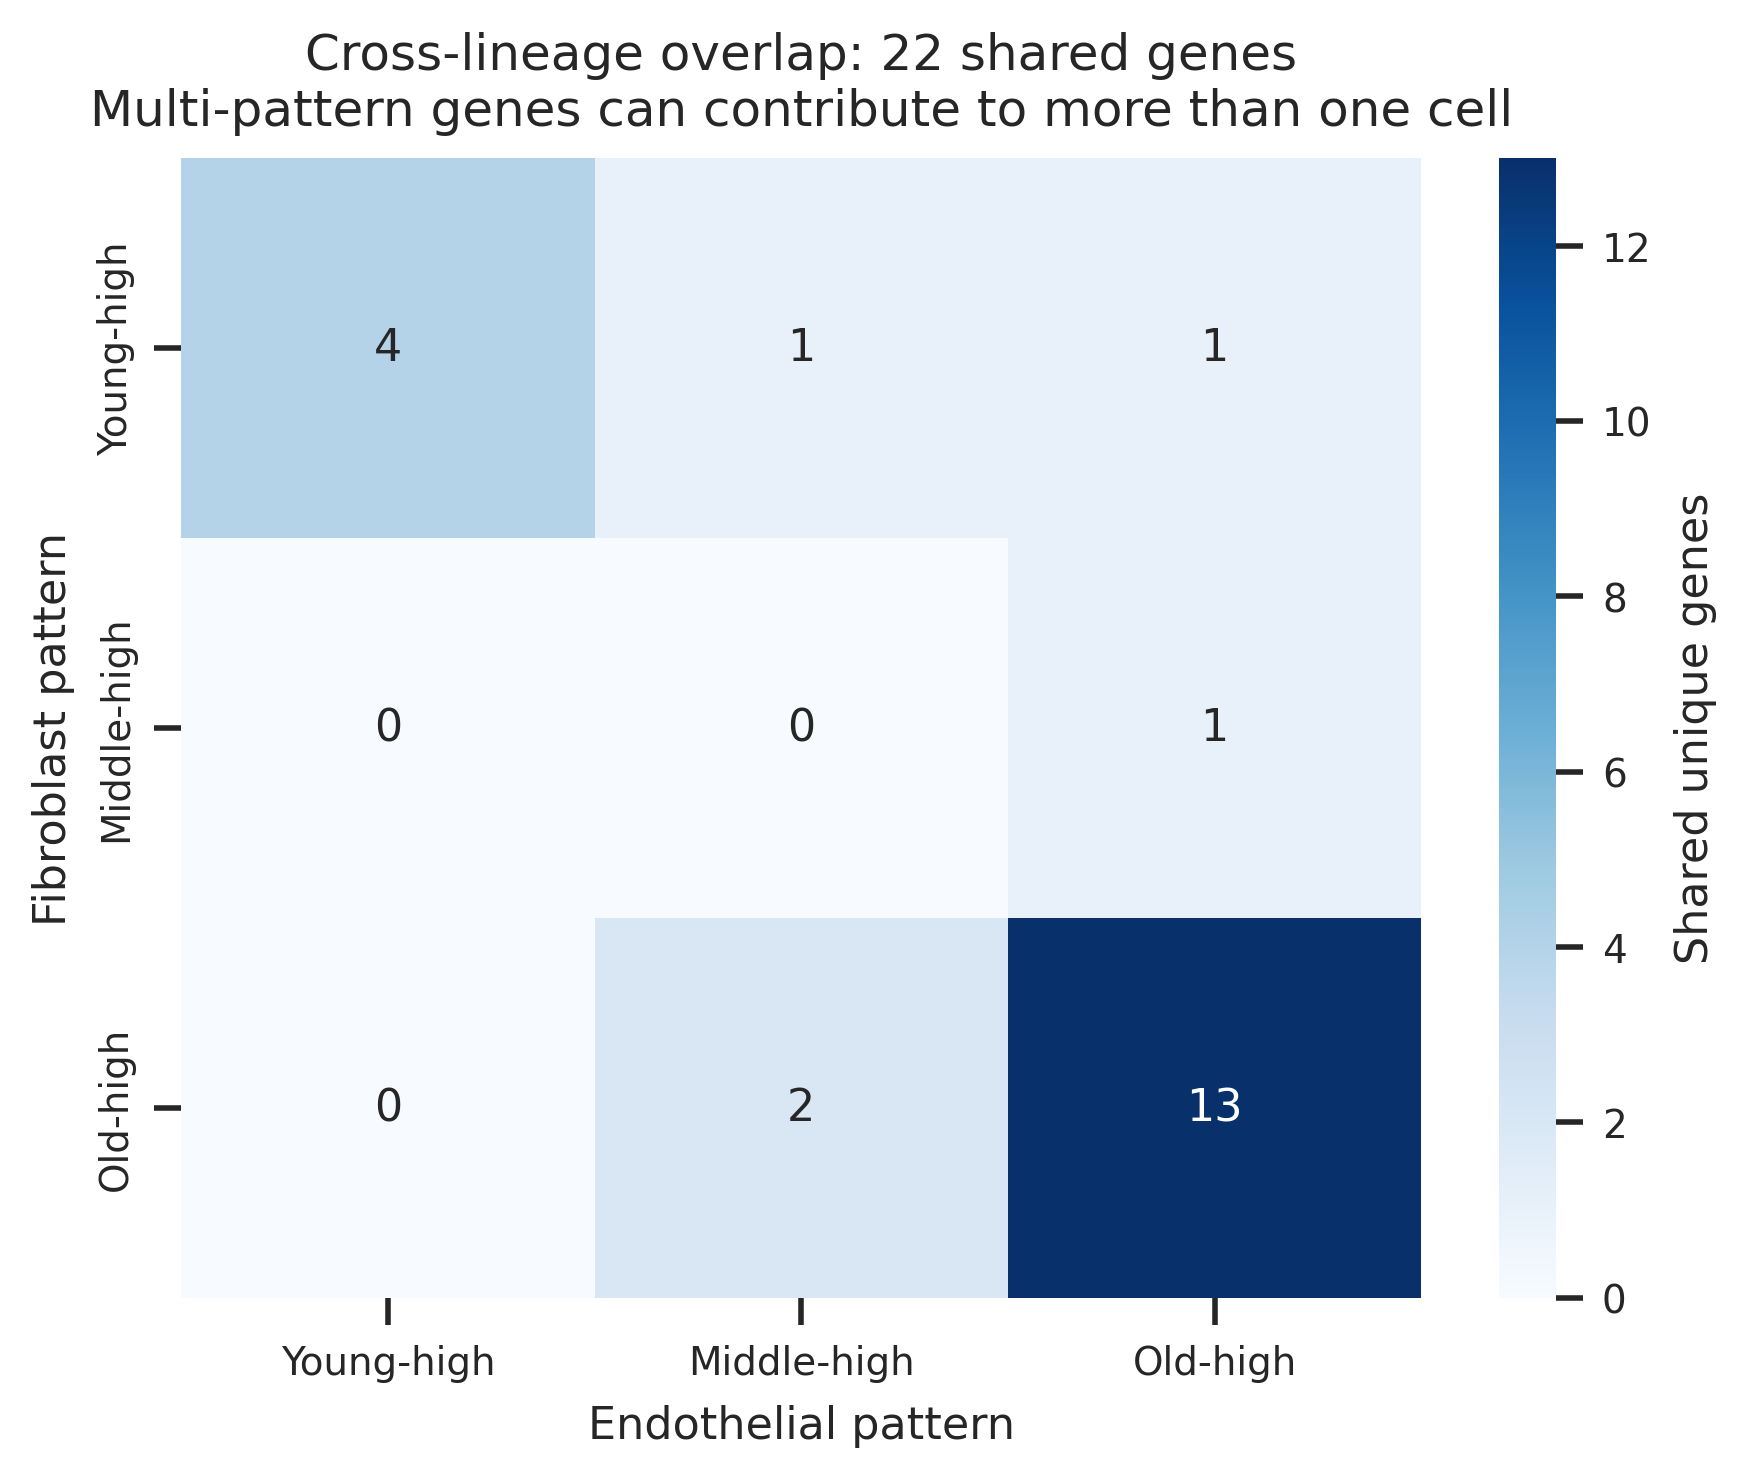 Cross-lineage overlap: 22 shared genes
Multi-pattern genes can contribute to more than one cell
Fibroblast pattern
Young-high
4
1
1
Middle-high
0
0
1
Old-high
0
2
13
Young-high
Middle-high
Old-high
Endothelial pattern
12
10
8
6
4
2
0
Shared unique genes